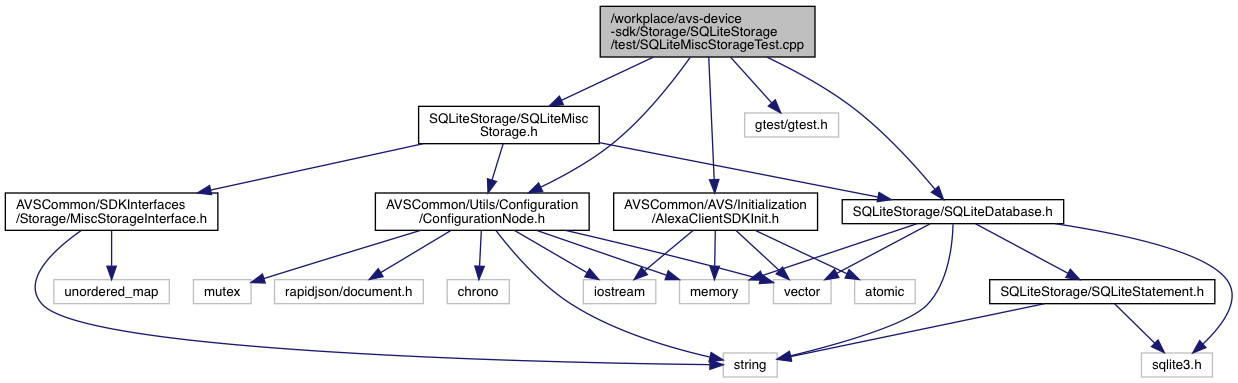 /workplace/avs-device
-sdk/Storage/SQLiteStorage
/test/SQLiteMiscStorageTest.cpp
SQLiteStorage/SQLiteMisc
Storage.h
gtest/gtest.h
AVSCommon/SDKInterfaces
/Storage/MiscStorageInterface.h
AVSCommon/Utils/Configuration
/ConfigurationNode.h
AVSCommon/AVS/Initialization
/AlexaClientSDKInit.h
SQLiteStorage/SQLiteDatabase.h
unordered_map
mutex
rapidjson/document.h
chrono
iostream
memory
vector
atomic
SQLiteStorage/SQLiteStatement.h
string
sqlite3.h